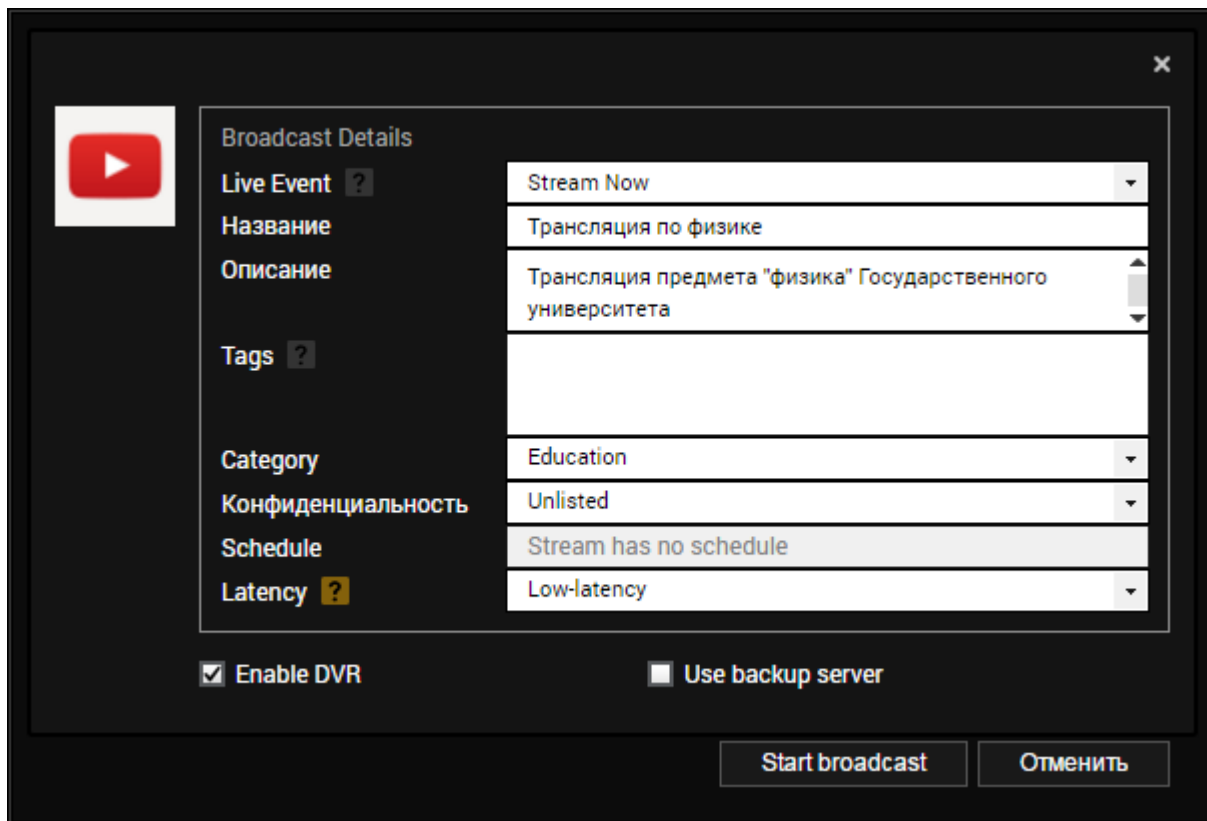 Broadcast Details
Live Event ? Stream Now
Название Трансляция по физике
Описание Трансляция предмета "физика" Государственного
университета
Tags ?
Category Education
Конфиденциальность Unlisted
Schedule Stream has no schedule
Latency ? Low-latency
Enable DVR Use backup server
Start broadcast Отменить